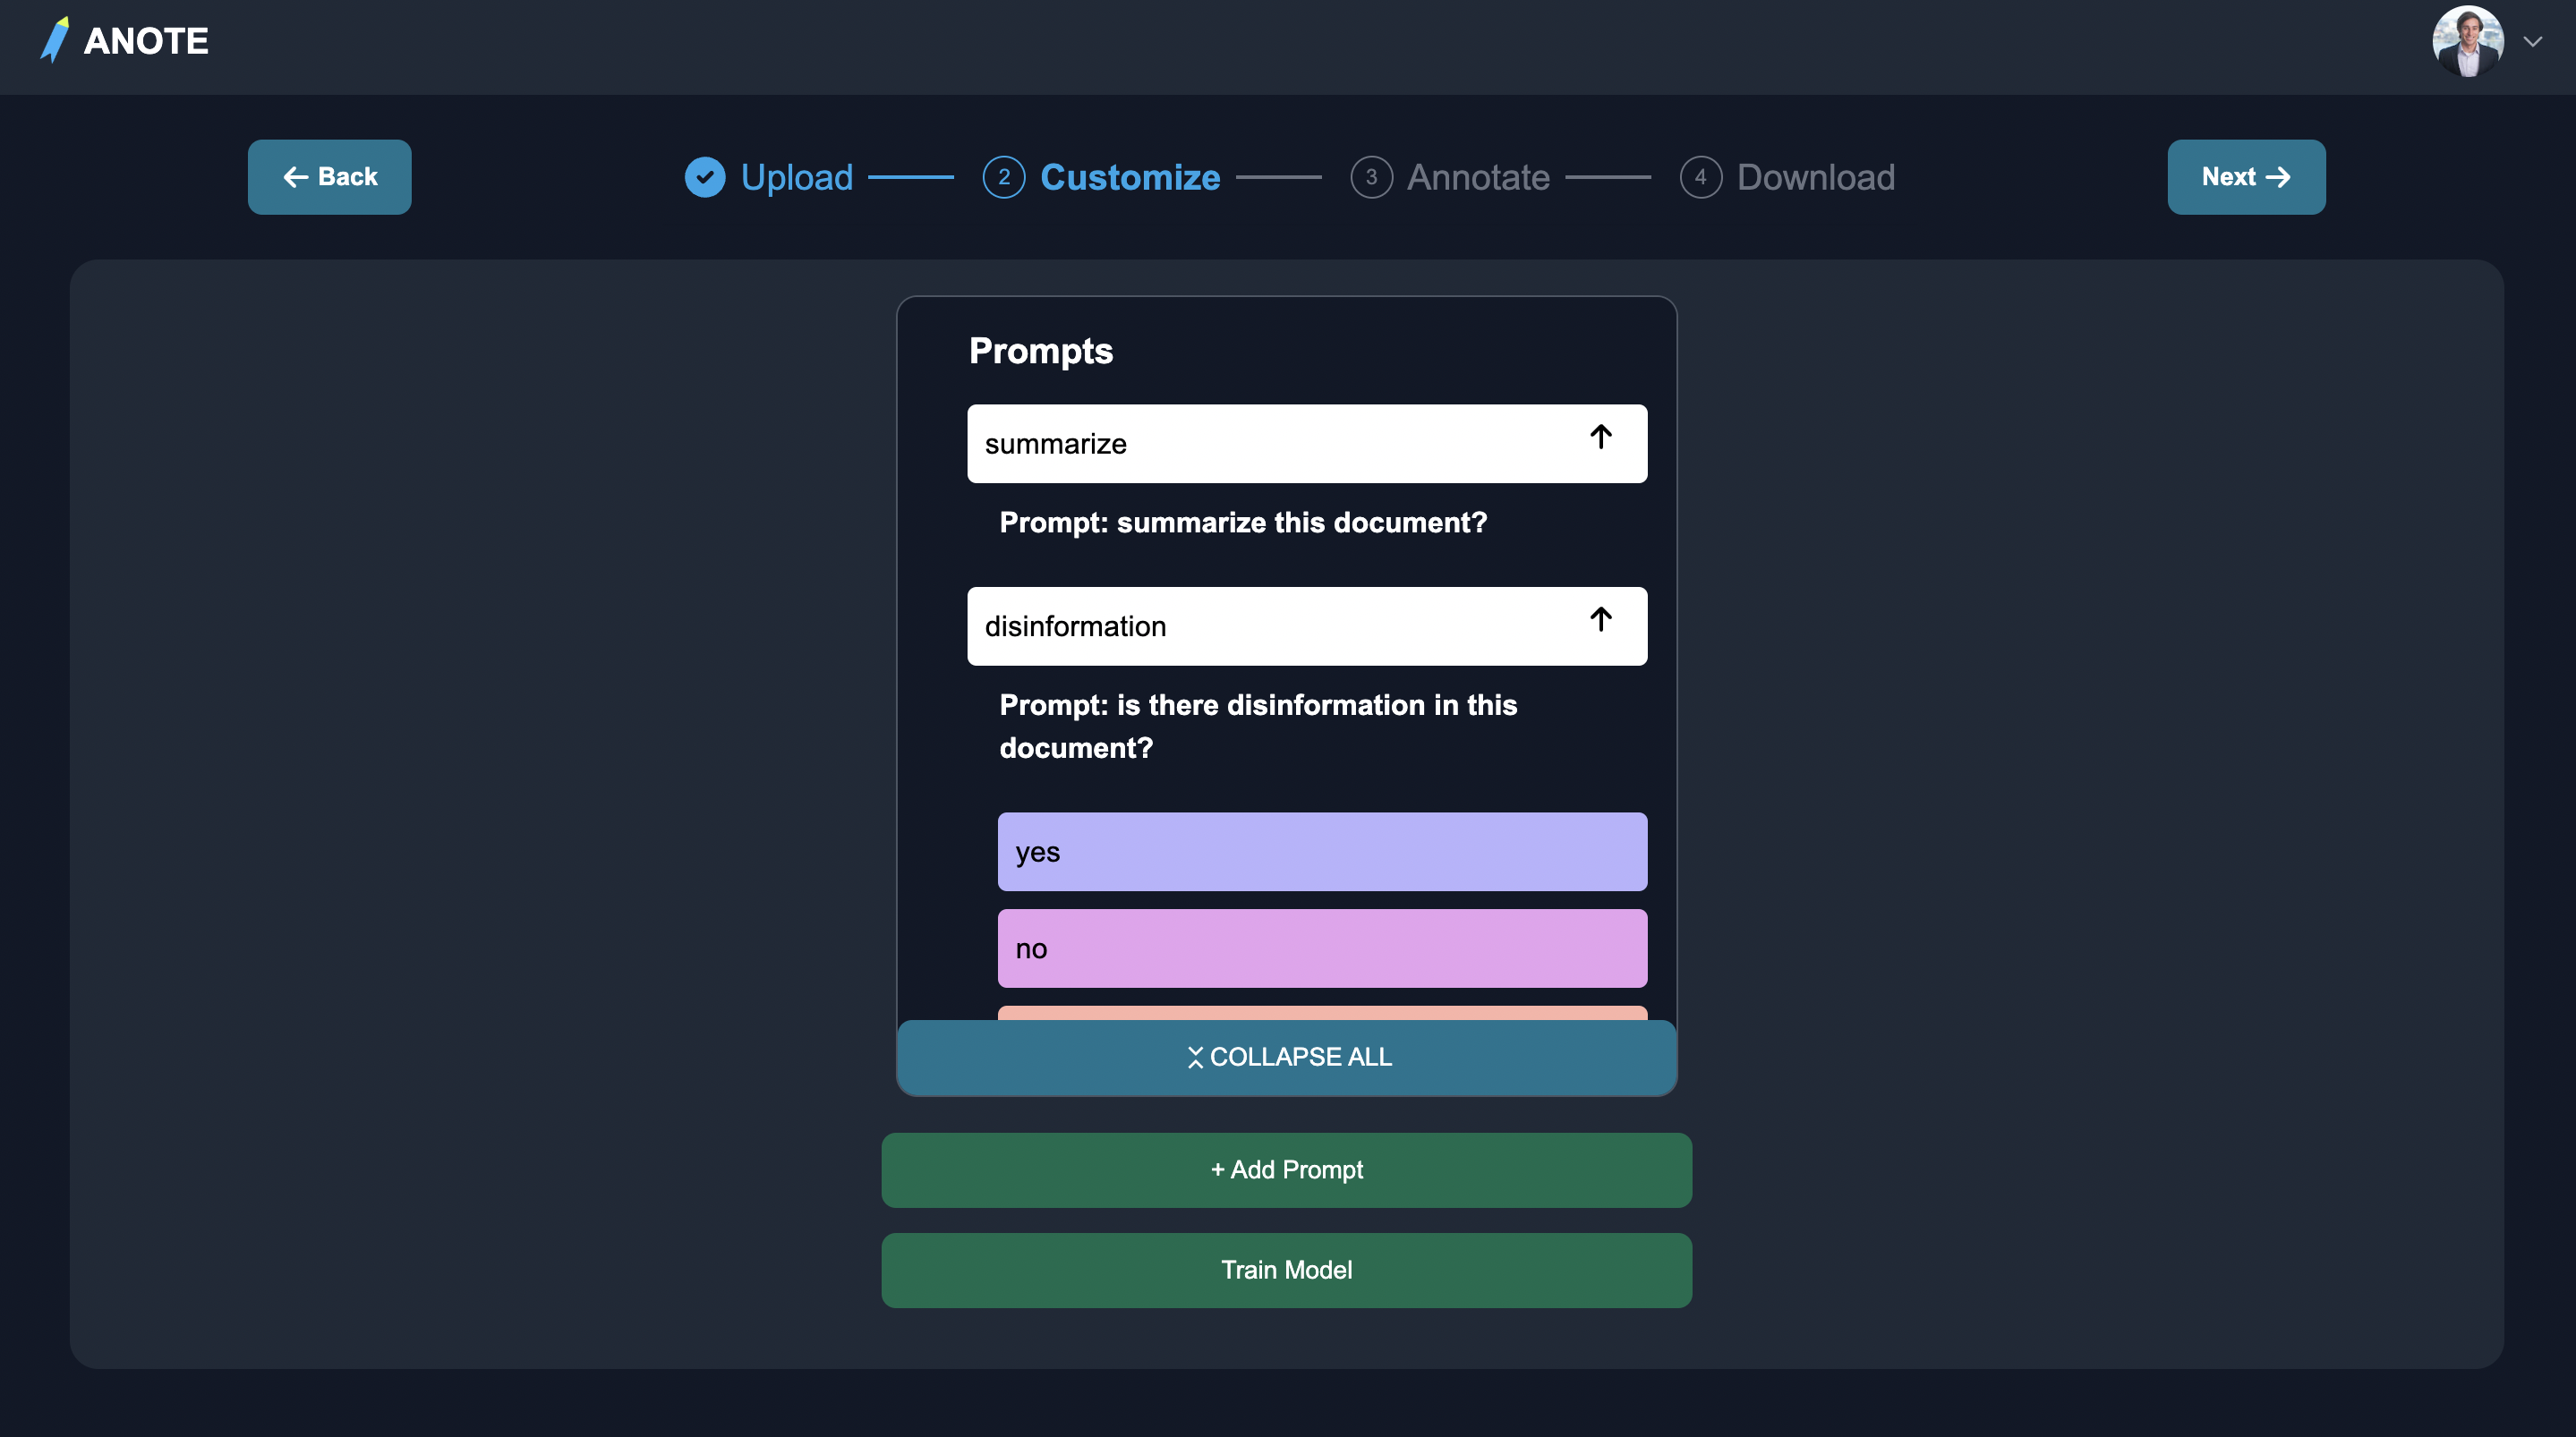 ANOTE
Back
Upload
2 Customize
3 Annotate
4 Download
Next
Prompts
summarize
Prompt: summarize this document?
disinformation
Prompt: is there disinformation in this
document?
yes
no
COLLAPSE ALL
+ Add Prompt
Train Model